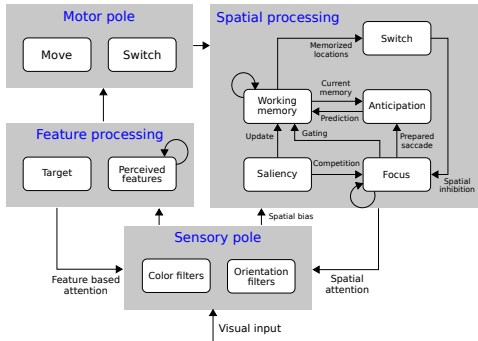 Motor pole
Move
Switch
Spatial processing
Switch
Memorized
locations
Working
memory
Current
memory
Prediction
Anticipation
Update
Gating
Prepared
saccade
Saliency
Competition
Focus
Spatial
inhibition
Feature processing
Target
Perceived
features
Spatial bias
Sensory pole
Color filters
Orientation
filters
Feature based
attention
Spatial
attention
Visual input